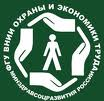 ФГУ ВНИИ ОХРАНЫ И ЭКОНОМИКИ ТРУДА
МИНЗДРАВСОЦРАЗВИТИЯ РОССИИ